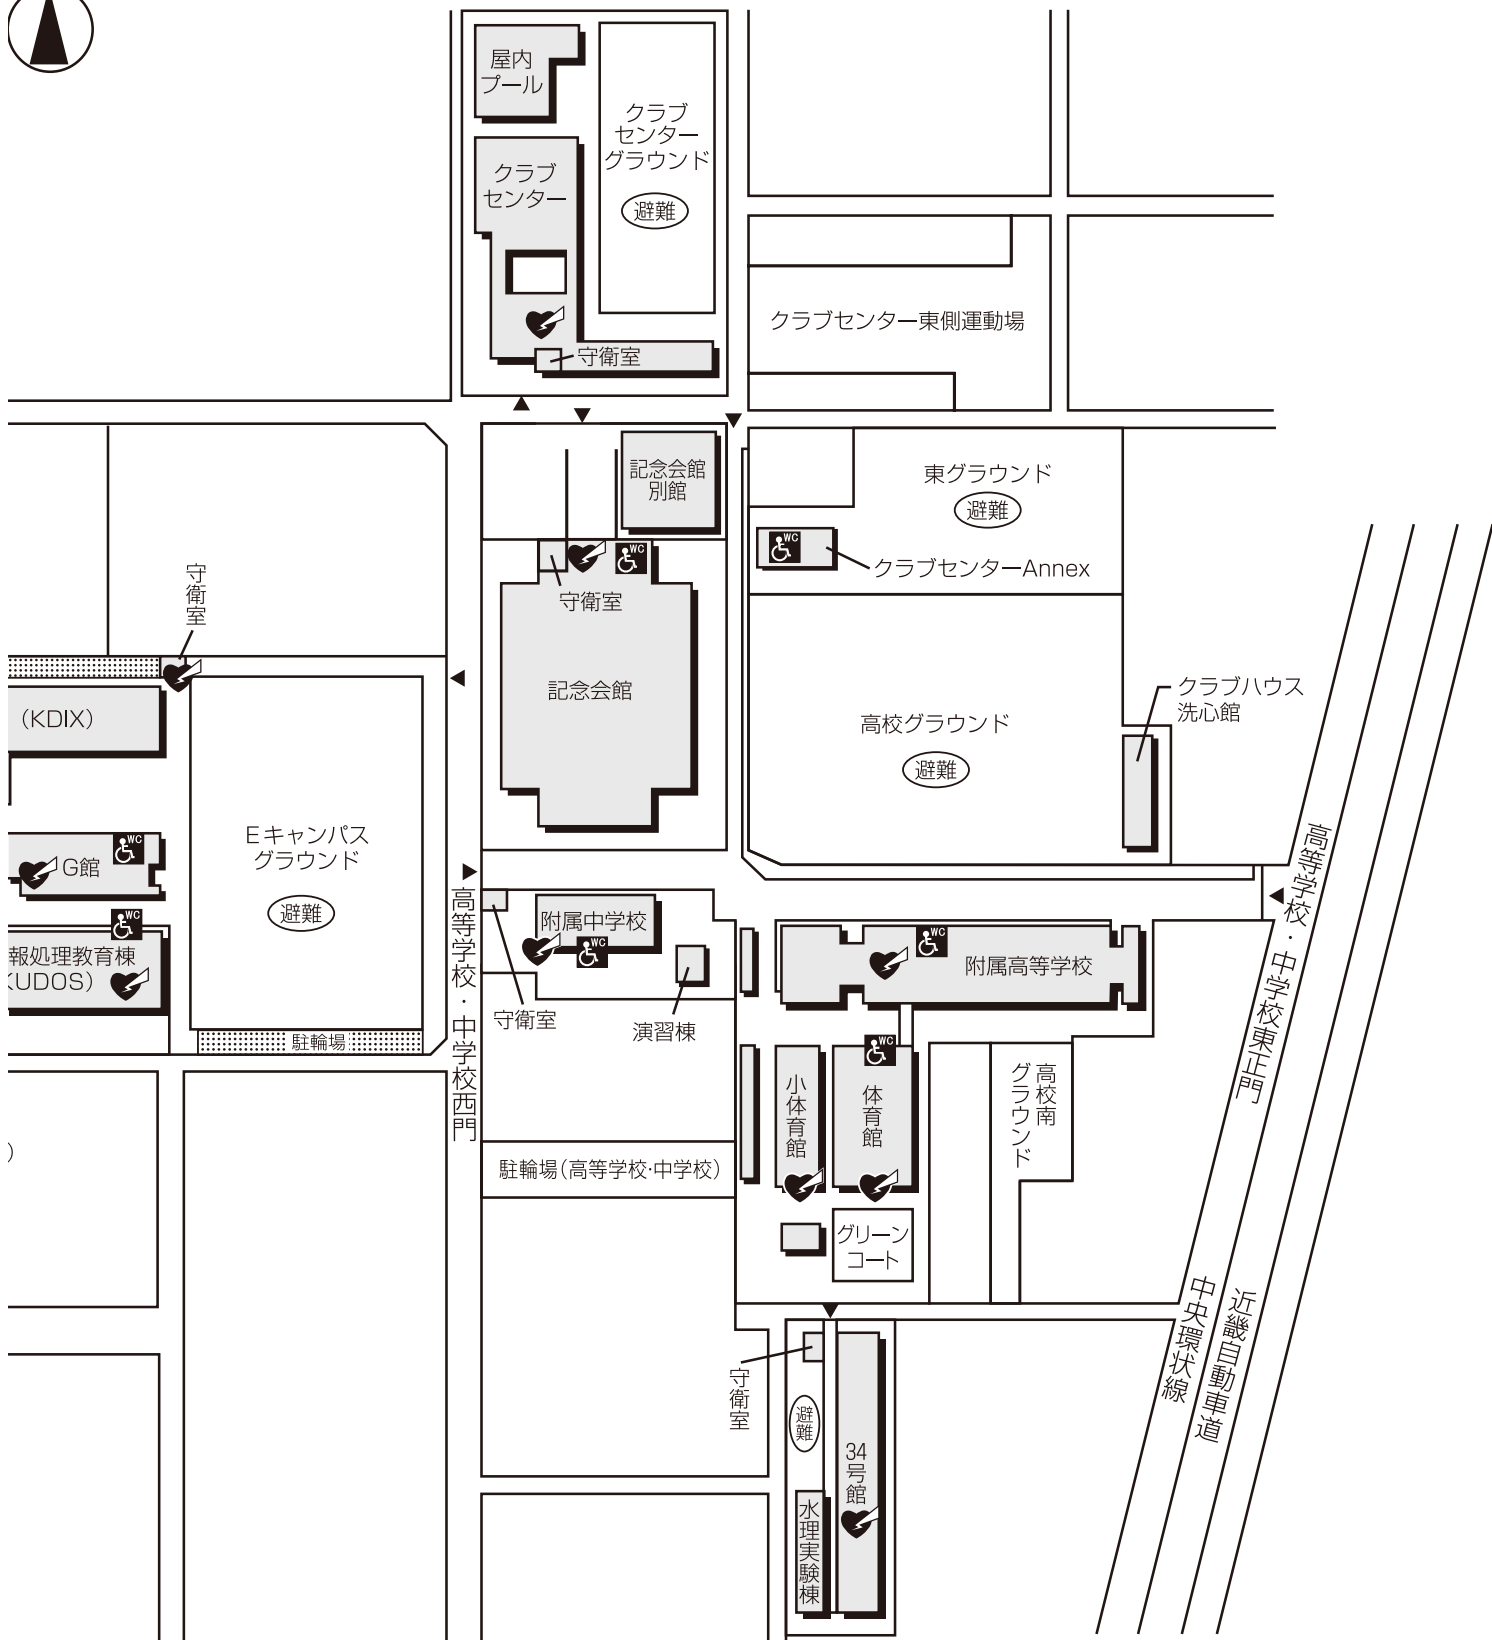 屋内
プール
クラブ
センター
グラウンド
避難
クラブ
センター
守衛室
クラブセンター東側運動場
記念会館
別館
東グラウンド
避難
WC
クラブセンターAnnex
WC
守衛室
守衛室
記念会館
(KDIX)
クラブハウス
洗心館
高校グラウンド
避難
Eキャンパス
グラウンド
避難
WC
G館
WC
報処理教育棟
KUDOS)
駐輪場
高等学校・中学校西門
附属中学校
WC
守衛室
演習棟
WC
附属高等学校
高等学校・中学校東正門
WC
小体育館
体育館
高校南
グラウンド
)
駐輪場(高等学校・中学校)
グリーン
コート
中央環状線
近畿自動車道
守衛室
避難
34号館
水理実験棟